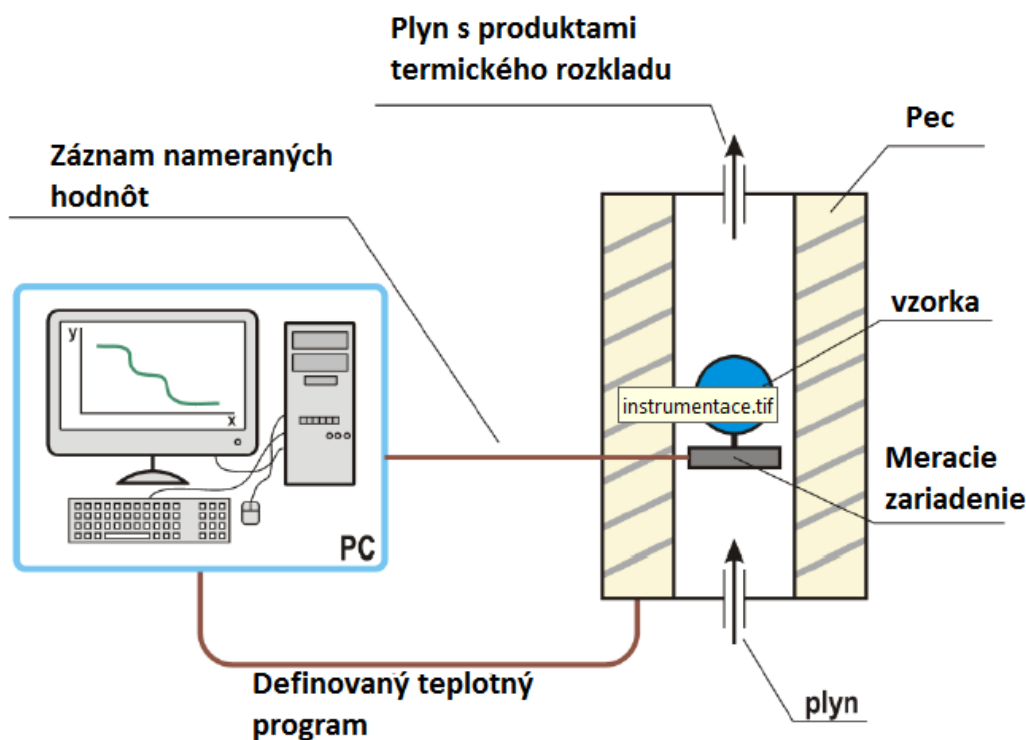 Plyn s produktami
termického rozkladu
Pec
Záznam nameraných
hodnôt
vzorka
y
x
instrumentace.tif
Meracie
zariadenie
PC
Definovaný teplotný
program
plyn